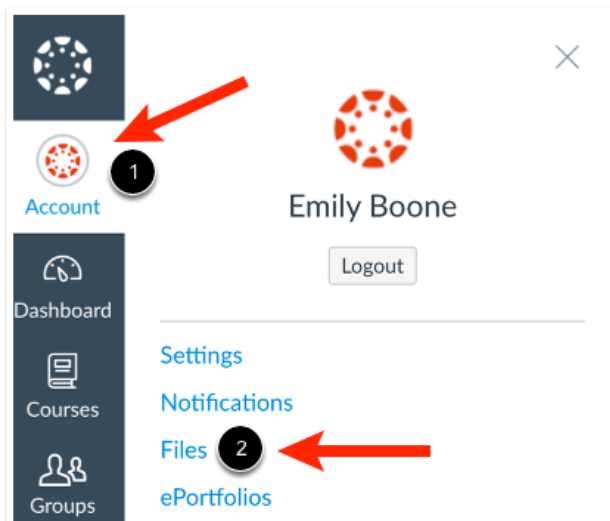 1
Account
Dashboard
Courses
Groups
Emily Boone
Logout
Settings
Notifications
Files 2
ePortfolios